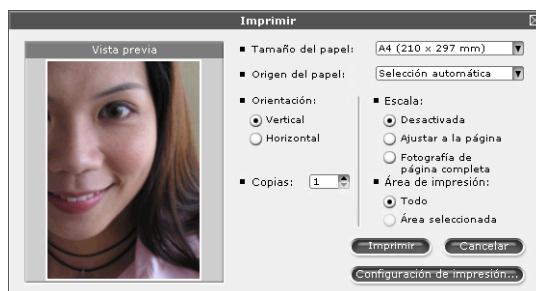 Imprimir
Vista previa
Tamaño del papel:
A4 (210 x 297 mm)
Origen del papel:
Selección automática
Orientación:
Vertical
Horizontal
Copias:
1
Escala:
Desactivada
Ajustar a la página
Fotografía de
página completa
Área de impresión:
Todo
Área seleccionada
Imprimir
Cancelar
Configuración de impresión...